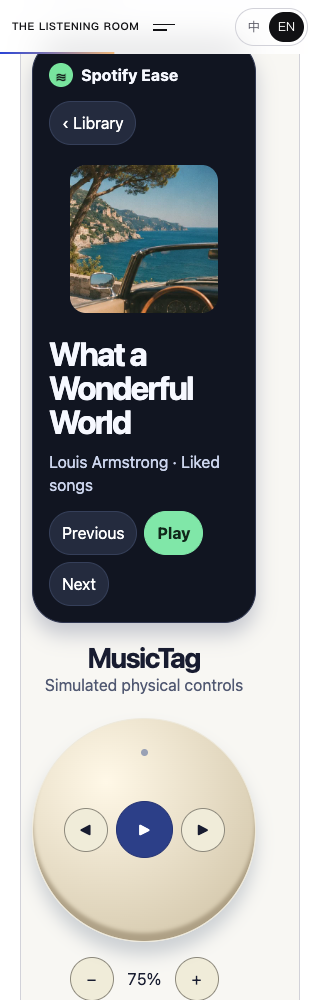 THE LISTENING ROOM
中 EN
Spotify Ease
‹ Library
What a
Wonderful
World
Louis Armstrong · Liked
songs
Previous
Play
Next
MusicTag
Simulated physical controls
− 75% +